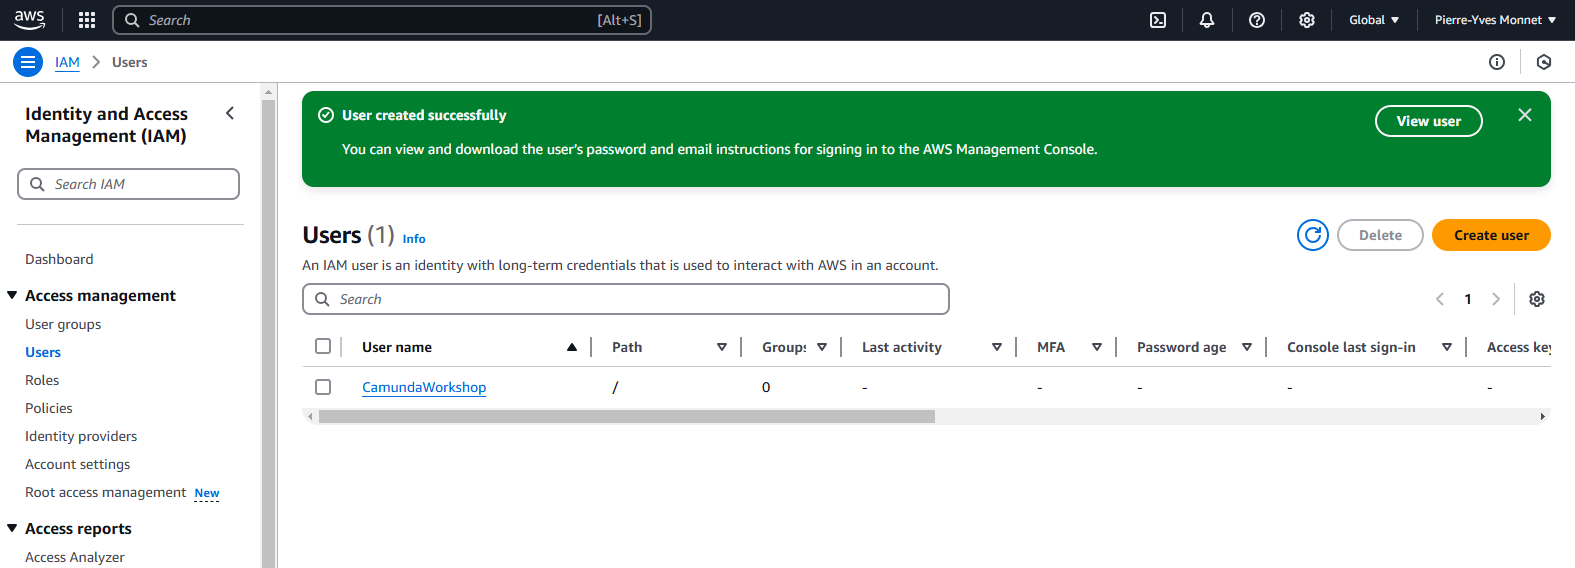 aws Search [Alt+S] Global Pierre-Yves Monnet
IAM Users
Identity and Access
Management (IAM)
Search IAM
Dashboard
Access management
User groups
Users
Roles
Policies
Identity providers
Account settings
Root access management New
Access reports
Access Analyzer
User created successfully
View user
You can view and download the user's password and email instructions for signing in to the AWS Management Console.
Users (1) Info
Delete Create user
An IAM user is an identity with long-term credentials that is used to interact with AWS in an account.
Search
1
User name Path Groups Last activity MFA Password age Console last sign-in Access key
CamundaWorkshop / 0 - - - - -